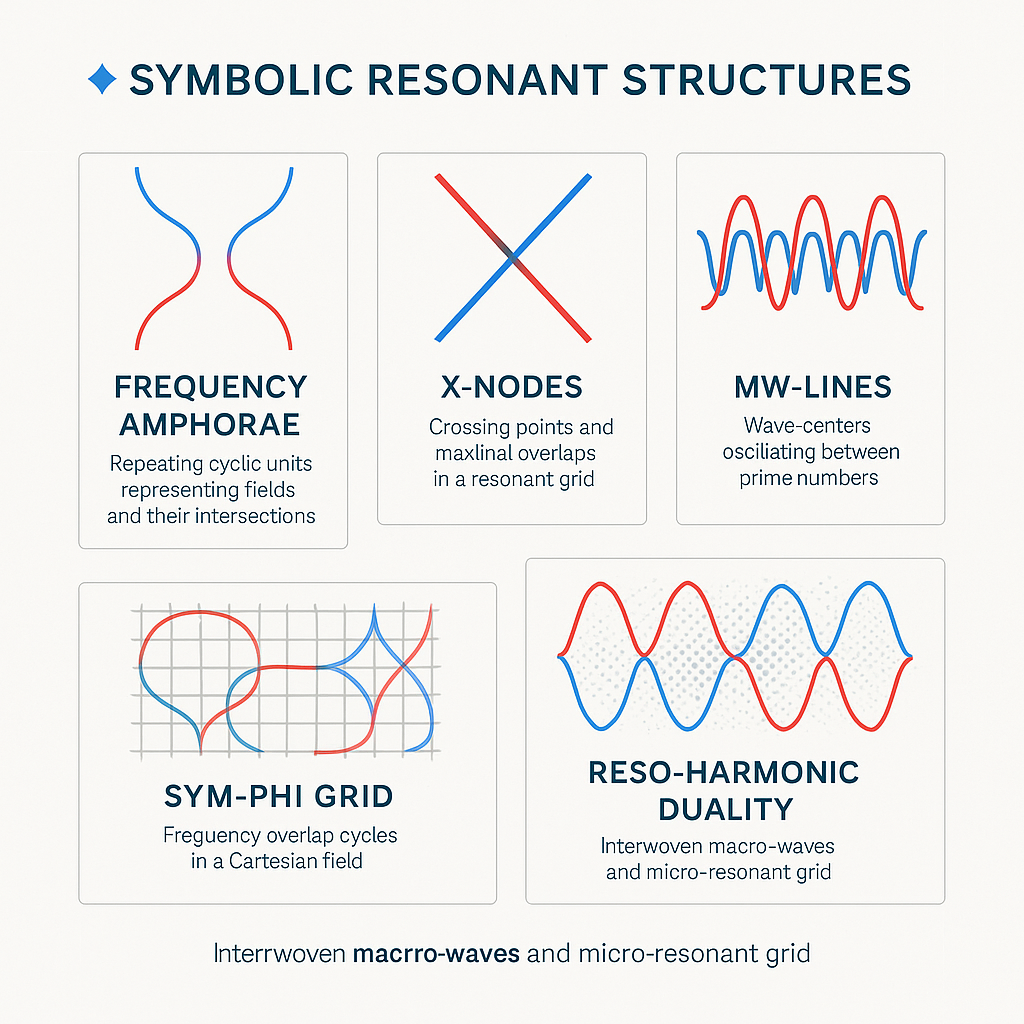 SYMBOLIC RESONANT STRUCTURES
FREQUENCY
AMPHORAE
Repeating cyclic units
representing fields
and their intersections
X-NODES
Crossing points and
maxlinal overlaps
in a resonant grid
MW-LINES
Wave-centers
osciliating between
prime numbers
SYM-PHI GRID
Freguency overlap cycles
in a Cartesian field
RESO-HARMONIC
DUALITY
Interwoven macro-waves
and micro-resonant grid
Interrwoven macrro-waves and micro-resonant grid